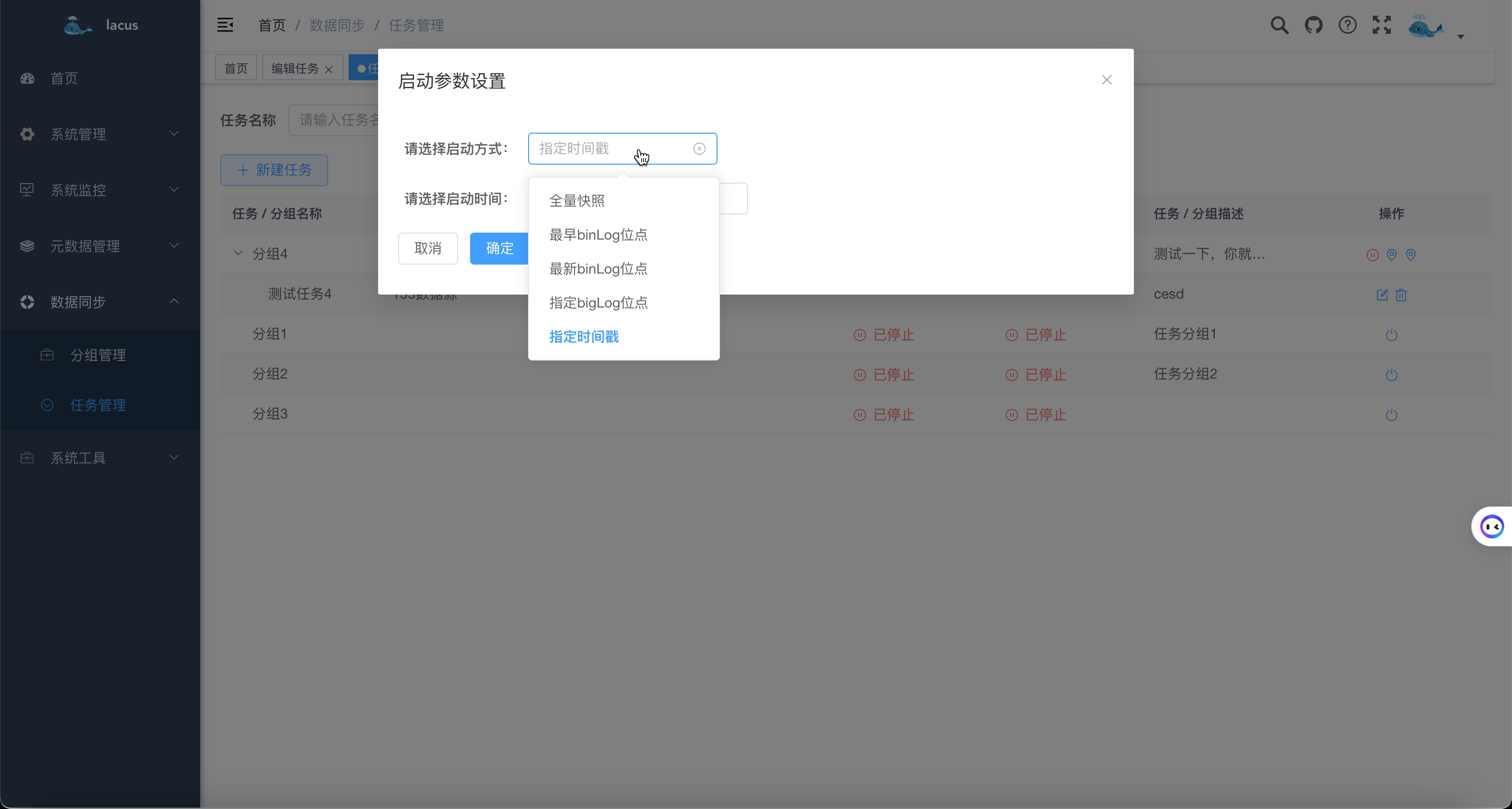 lacus
首页 / 数据同步 / 任务管理
首页
系统管理
系统监控
元数据管理
数据同步
分组管理
任务管理
系统工具
首页
编辑任务
任
任务名称
请输入任务名
新建任务
任务 / 分组名称
任务 / 分组描述
操作
分组4
测试一下，你就...
测试任务4
cesd
分组1
已停止
已停止
任务分组1
分组2
已停止
已停止
任务分组2
分组3
已停止
已停止
启动参数设置
请选择启动方式：
指定时间戳
请选择启动时间：
取消
确定
全量快照
最早binLog位点
最新binLog位点
指定bigLog位点
指定时间戳